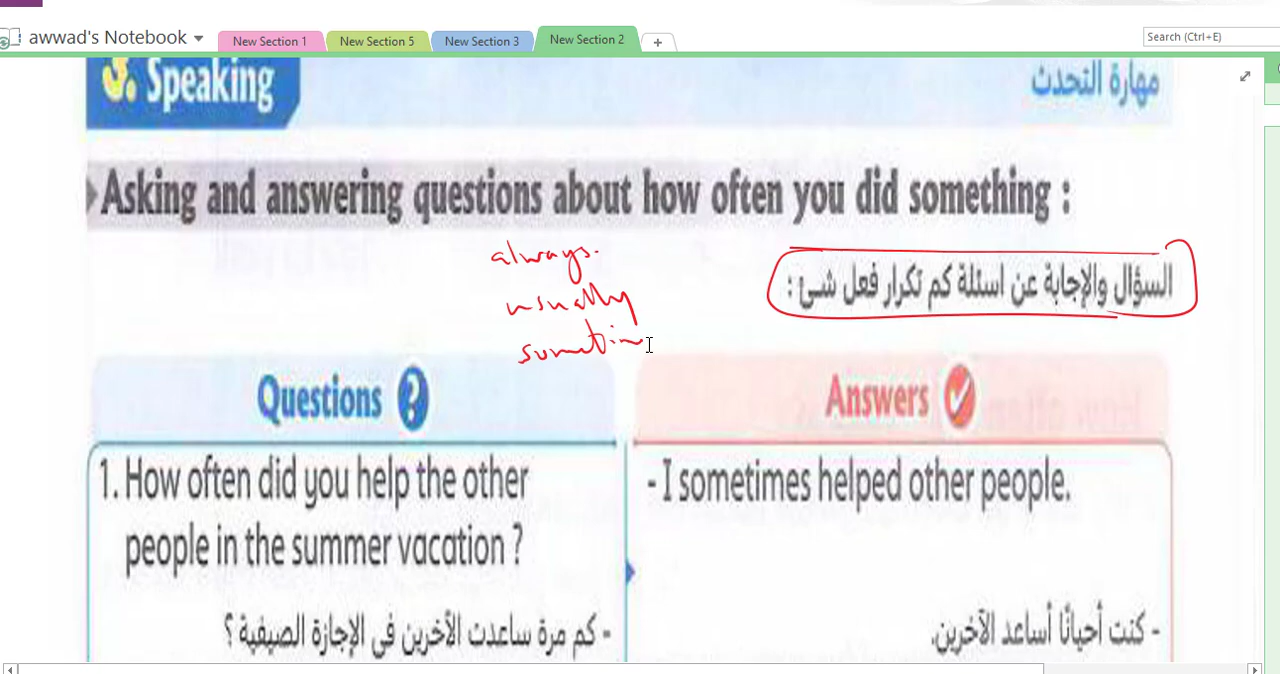 awwad's Notebook
New Section 1
New Section 5
New Section 3
New Section 2
+
Search (Ctrl+E)
Speaking
مهارة التحدث
Asking and answering questions about how often you did something :
always.
السؤال والإجابة عن اسئلة كم تكرار فعل شئ :
usually
sometim
Questions ?
Answers
1. How often did you help the other
people in the summer vacation ?
- كم مرة ساعدت الآخرين فى الإجازة الصيفية ؟
- I sometimes helped other people.
- كنت أحيانًا أساعد الآخرين.